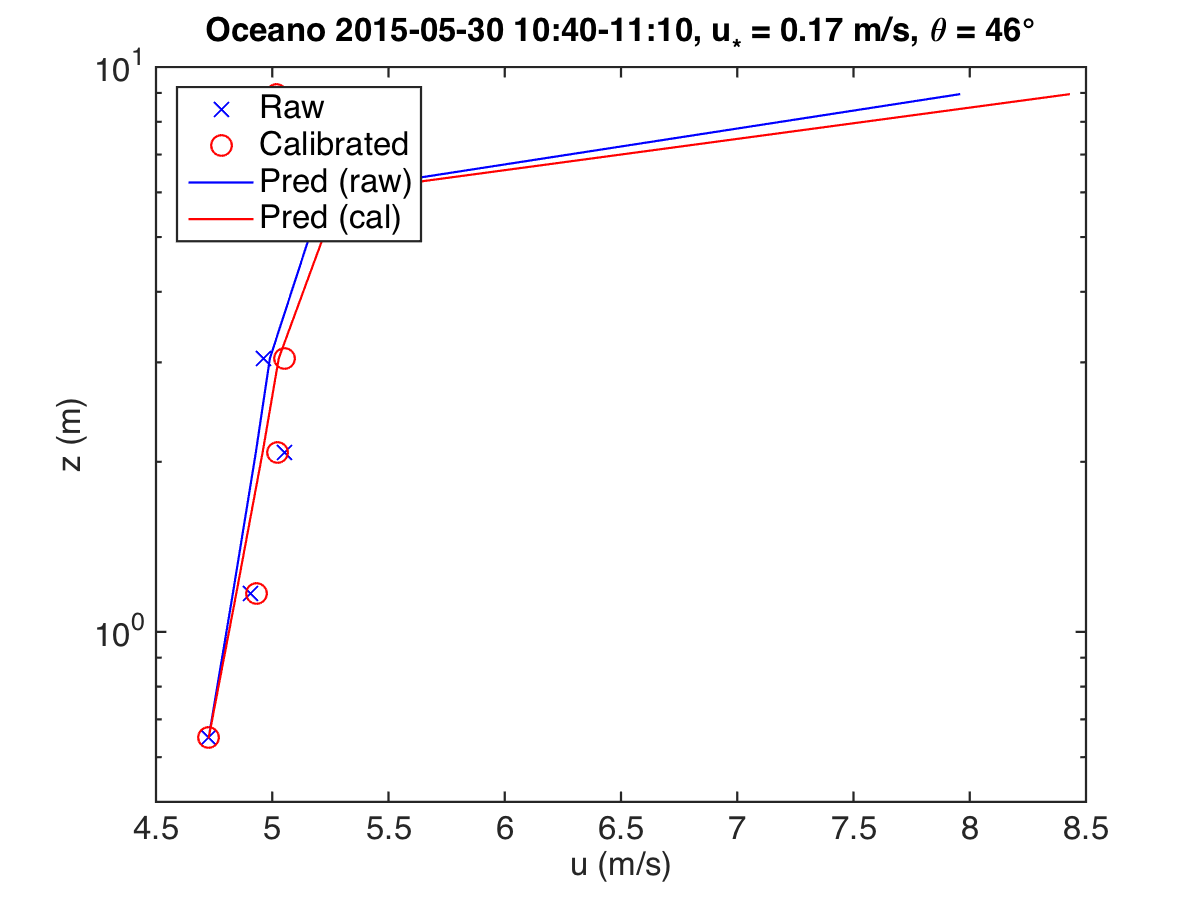 Oceano 2015-05-30 10:40-11:10, u* = 0.17 m/s, θ = 46°
10¹
Raw
Calibrated
Pred (raw)
Pred (cal)
z (m)
10⁰
4.5 5 5.5 6 6.5 7 7.5 8 8.5
u (m/s)